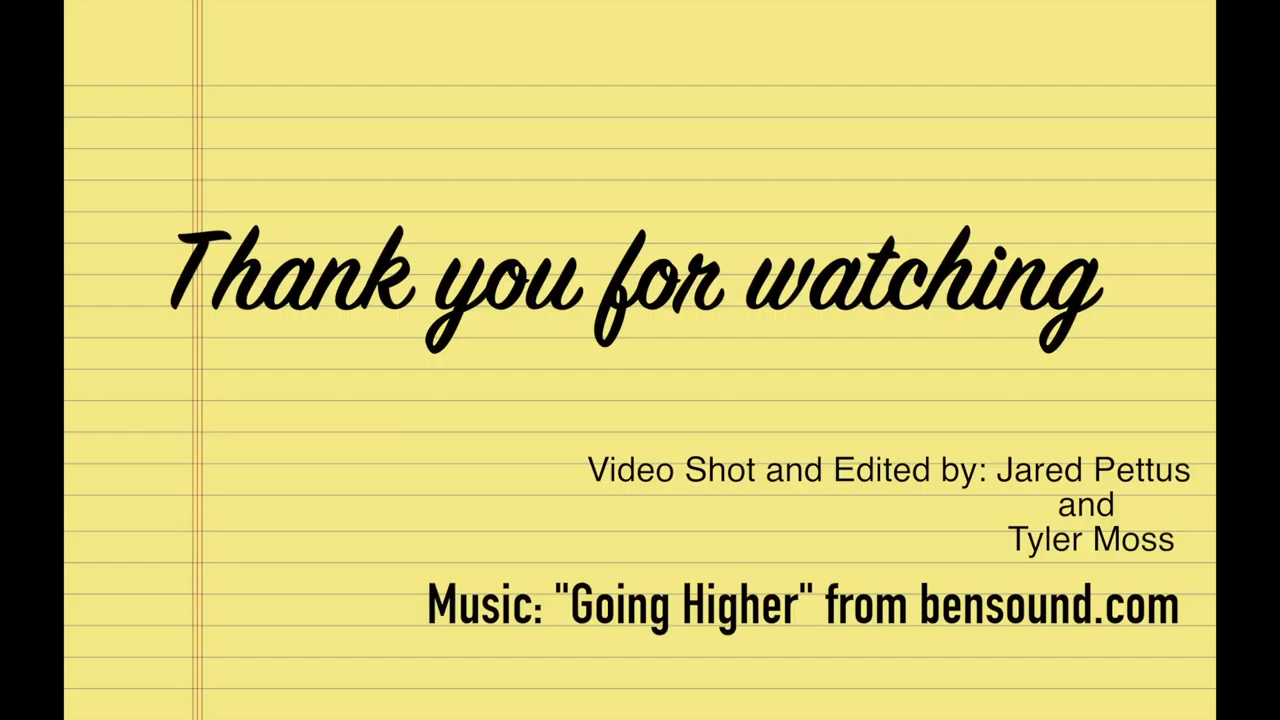 Thank you for watching
Video Shot and Edited by: Jared Pettus
and
Tyler Moss
Music: "Going Higher" from bensound.com